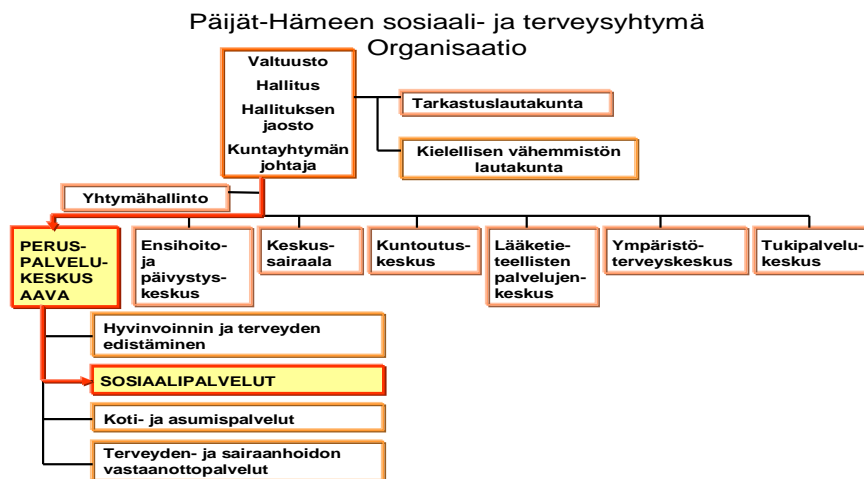 Päijät-Hämeen sosiaali- ja terveysyhtymä
Organisaatio
Valtuusto
Hallitus
Hallituksen
jaosto
Kuntayhtymän
johtaja
Tarkastuslautakunta
Kielellisen vähemmistön
lautakunta
Yhtymähallinto
PERUS-
PALVELU-
KESKUS
AAVA
Ensihoito-
ja
päivystys-
keskus
Keskus-
sairaala
Kuntoutus-
keskus
Lääketie-
teellisten
palvelujen-
keskus
Ympäristö-
terveyskeskus
Tukipalvelu-
keskus
Hyvinvoinnin ja terveyden
edistäminen
SOSIAALIPALVELUT
Koti- ja asumispalvelut
Terveyden- ja sairaanhoidon
vastaanottopalvelut